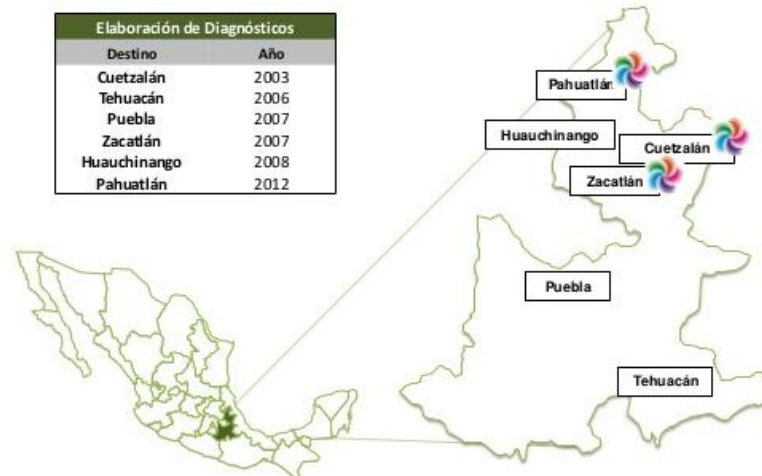 Elaboración de Diagnósticos
Destino Año
Cuetzalán 2003
Tehuacán 2006
Puebla 2007
Zacatlán 2007
Huauchinango 2008
Pahuatlán 2012
Pahuatlán
Huauchinango
Cuetzalán
Zacatlán
Puebla
Tehuacán